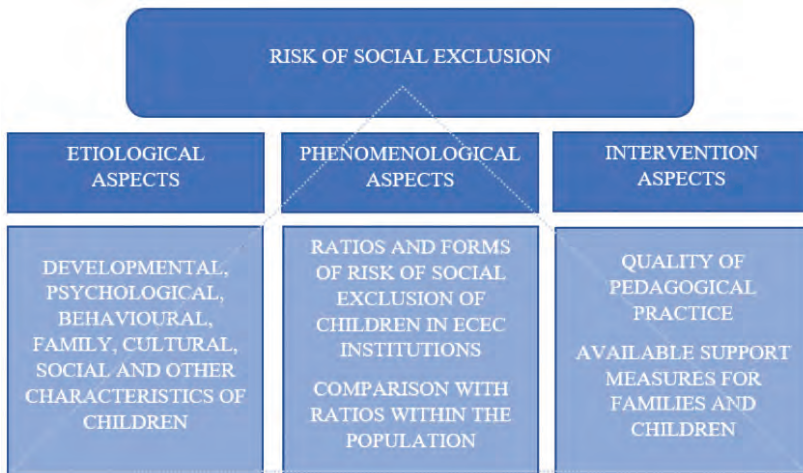 RISK OF SOCIAL EXCLUSION
ETIOLOGICAL
ASPECTS
DEVELOPMENTAL,
PSYCHOLOGICAL,
BEHAVIOURAL,
FAMILY, CULTURAL,
SOCIAL AND OTHER
CHARACTERISTICS OF
CHILDREN
PHENOMENOLOGICAL
ASPECTS
RATIOS AND FORMS
OF RISK OF SOCIAL
EXCLUSION OF
CHILDREN IN ECEC
INSTITUTIONS
COMPARISON WITH
RATIOS WITHIN THE
POPULATION
INTERVENTION
ASPECTS
QUALITY OF
PEDAGOGICAL
PRACTICE
AVAILABLE SUPPORT
MEASURES FOR
FAMILIES AND
CHILDREN